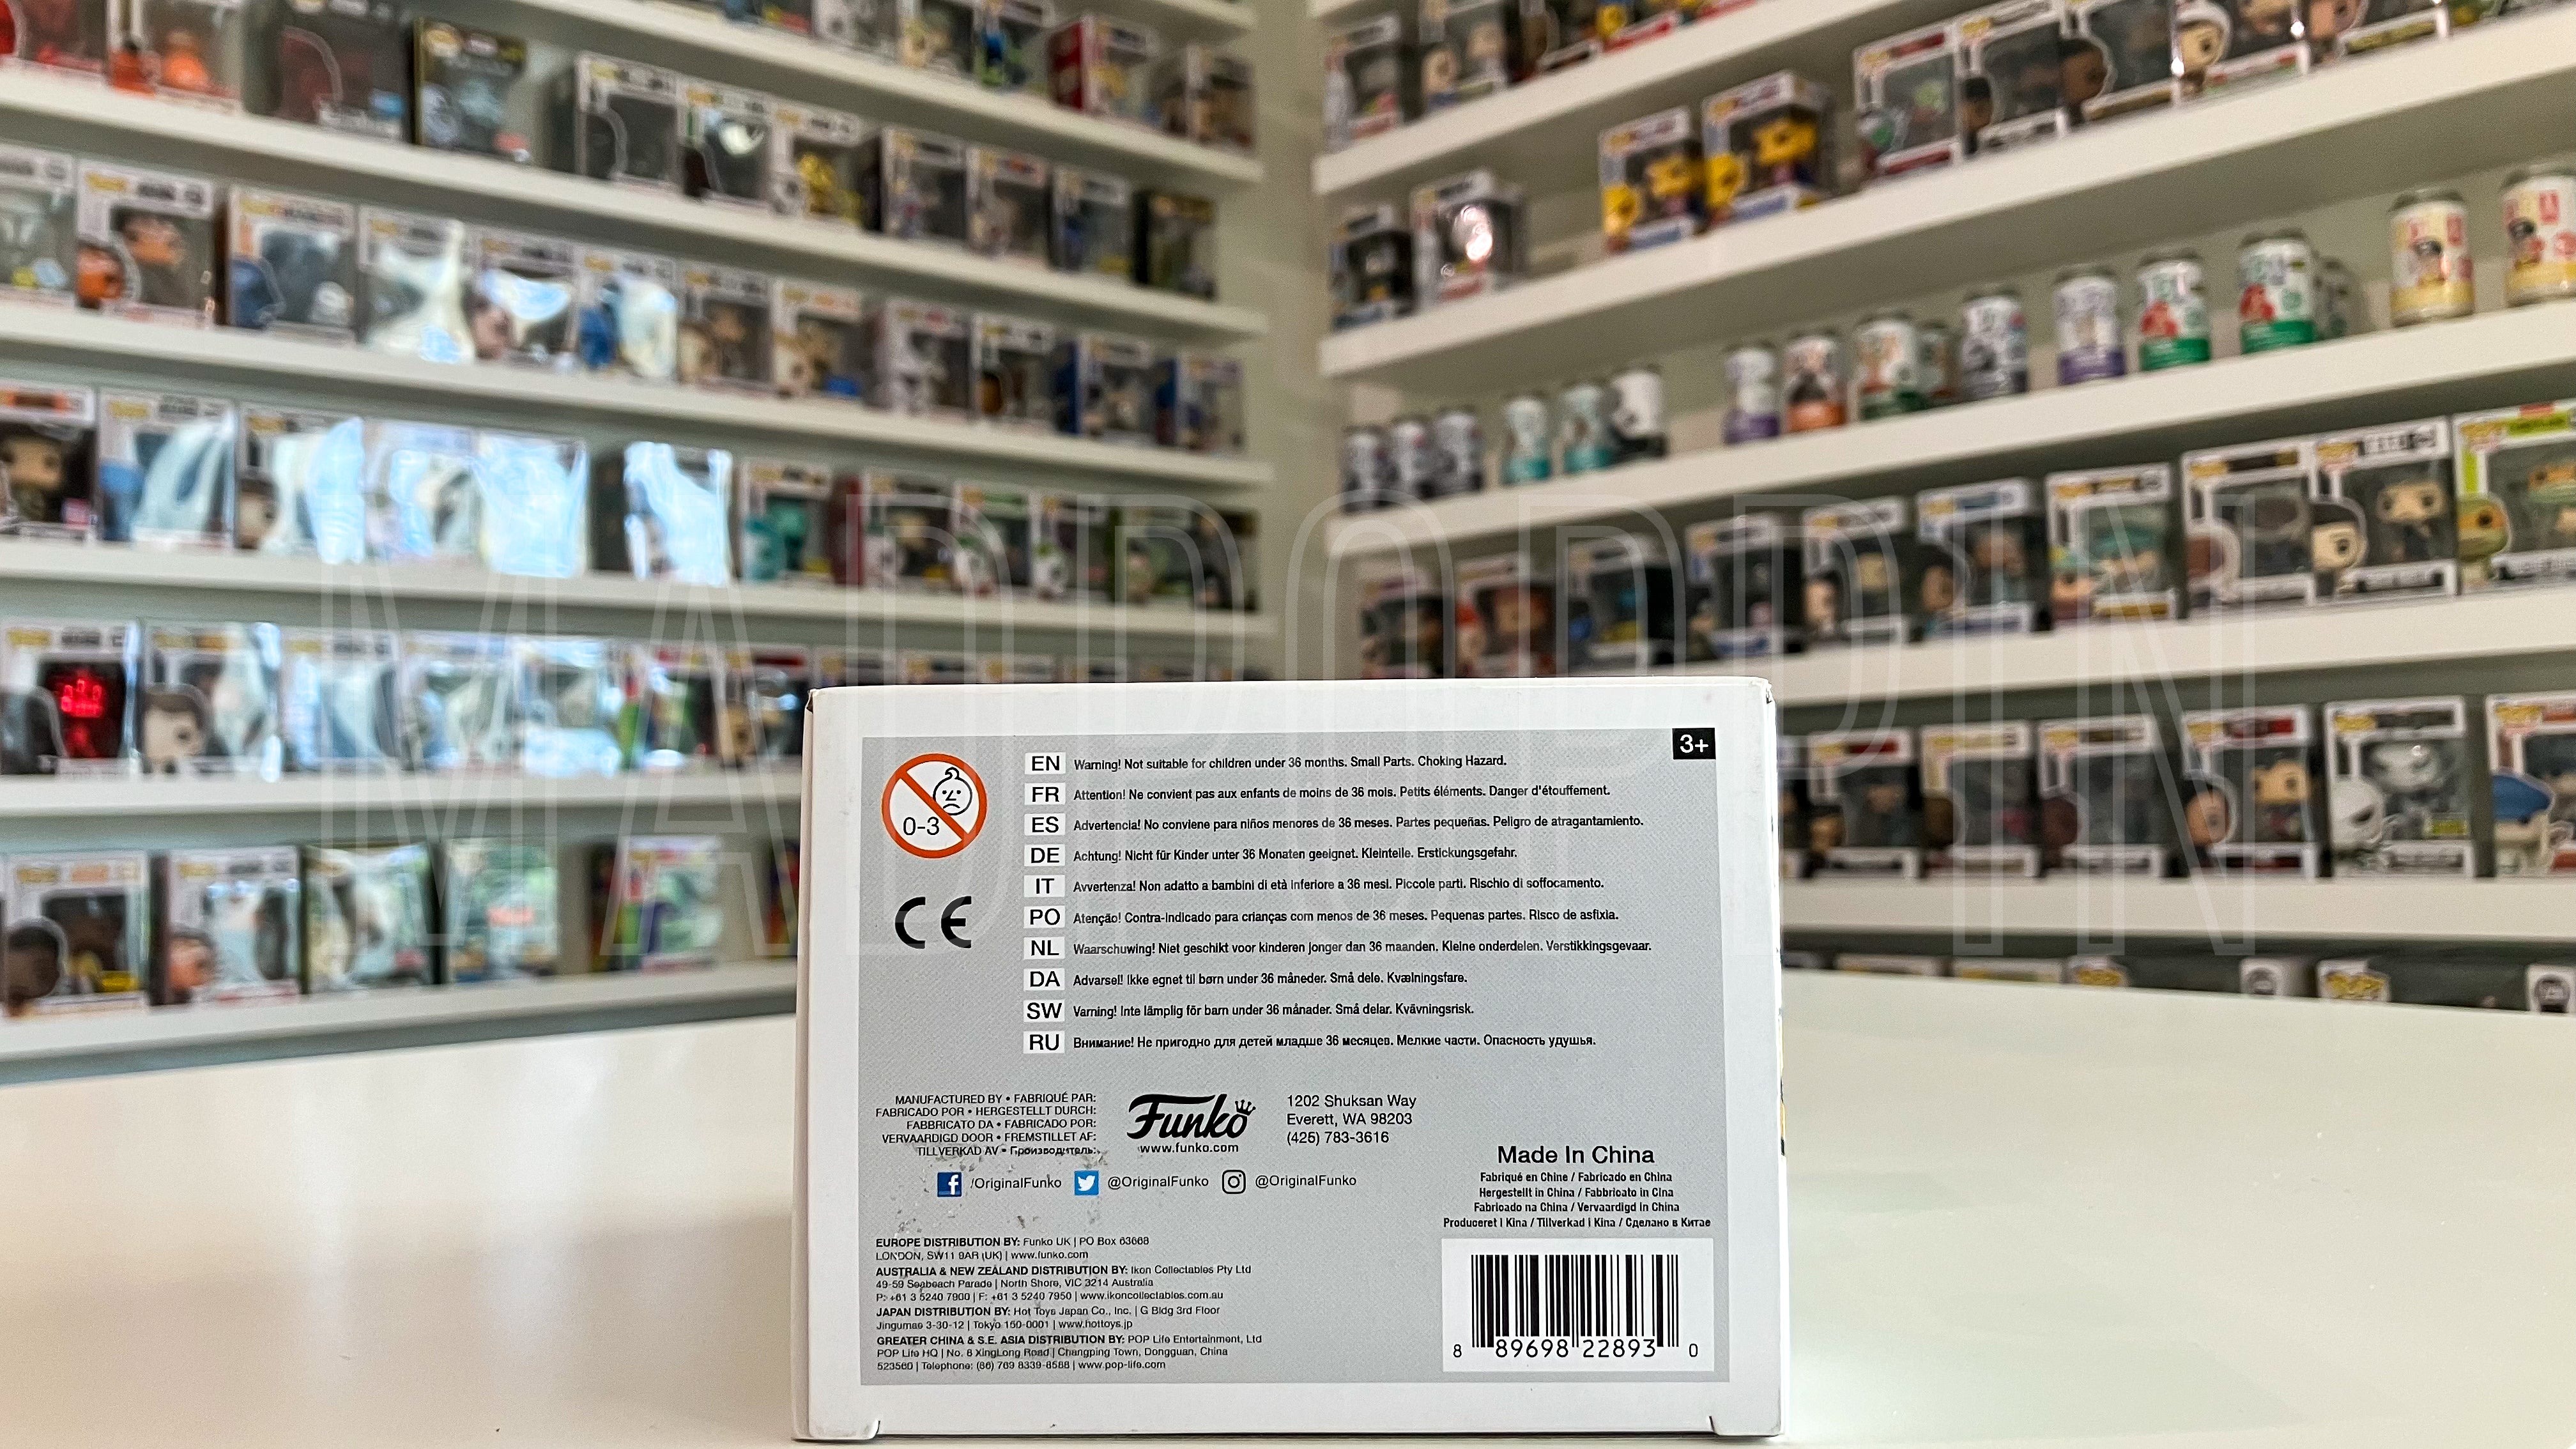 MADPOPPIN
3+
0-3
CE
EN Warning! Not suitable for children under 36 months. Small Parts. Choking Hazard.
FR Attention! Ne convient pas aux enfants de moins de 36 mois. Petits éléments. Danger d'étouffement.
ES Advertencia! No conviene para niños menores de 36 meses. Partes pequeñas. Peligro de atragantamiento.
DE Achtung! Nicht für Kinder unter 36 Monaten geeignet. Kleinteile. Erstickungsgefahr.
IT Avvertenza! Non adatto a bambini di età inferiore a 36 mesi. Piccole parti. Rischio di soffocamento.
PO Atenção! Contra-indicado para crianças com menos de 36 meses. Pequenas partes. Risco de asfixia.
NL Waarschuwing! Niet geschikt voor kinderen jonger dan 36 maanden. Kleine onderdelen. Verstikkingsgevaar.
DA Advarsel! Ikke egnet til børn under 36 måneder. Små dele. Kvælningsfare.
SW Varning! Inte lämplig för barn under 36 månader. Små delar. Kvävningsrisk.
RU Внимание! Не пригодно для детей младше 36 месяцев. Мелкие части. Опасность удушья.
MANUFACTURED BY • FABRIQUÉ PAR:
FABRICADO POR • HERGESTELLT DURCH:
FABBRICATO DA • FABRICADO POR:
VERVAARDIGD DOOR • FREMSTILLET AF:
TILLVERKAD AV • Производитель:
Funko
www.funko.com
1202 Shuksan Way
Everett, WA 98203
(425) 783-3616
/OriginalFunko @OriginalFunko @OriginalFunko
Made In China
Fabriqué en Chine / Fabricado en China
Hergestellt in China / Fabbricato in Cina
Fabricado na China / Vervaardigd in China
Produceret i Kina / Tillverkad i Kina / Сделано в Китае
EUROPE DISTRIBUTION BY: Funko UK | PO Box 63668
LONDON, SW11 9AR (UK) | www.funko.com
AUSTRALIA & NEW ZEALAND DISTRIBUTION BY: Ikon Collectables Pty Ltd
49-59 Seabeach Parade | North Shore, VIC 3214 Australia
P: +61 3 5240 7900 | F: +61 3 5240 7950 | www.ikoncollectables.com.au
JAPAN DISTRIBUTION BY: Hot Toys Japan Co., Inc. | G Bldg 3rd Floor
Jingumae 3-30-12 | Tokyo 150-0001 | www.hottoys.jp
GREATER CHINA & S.E. ASIA DISTRIBUTION BY: POP Life Entertainment, Ltd
POP Life HQ | No. 6 XingLong Road | Changping Town, Dongguan, China
523560 | Telephone: (86) 769 8339-8588 | www.pop-life.com
8 89698 22893 0